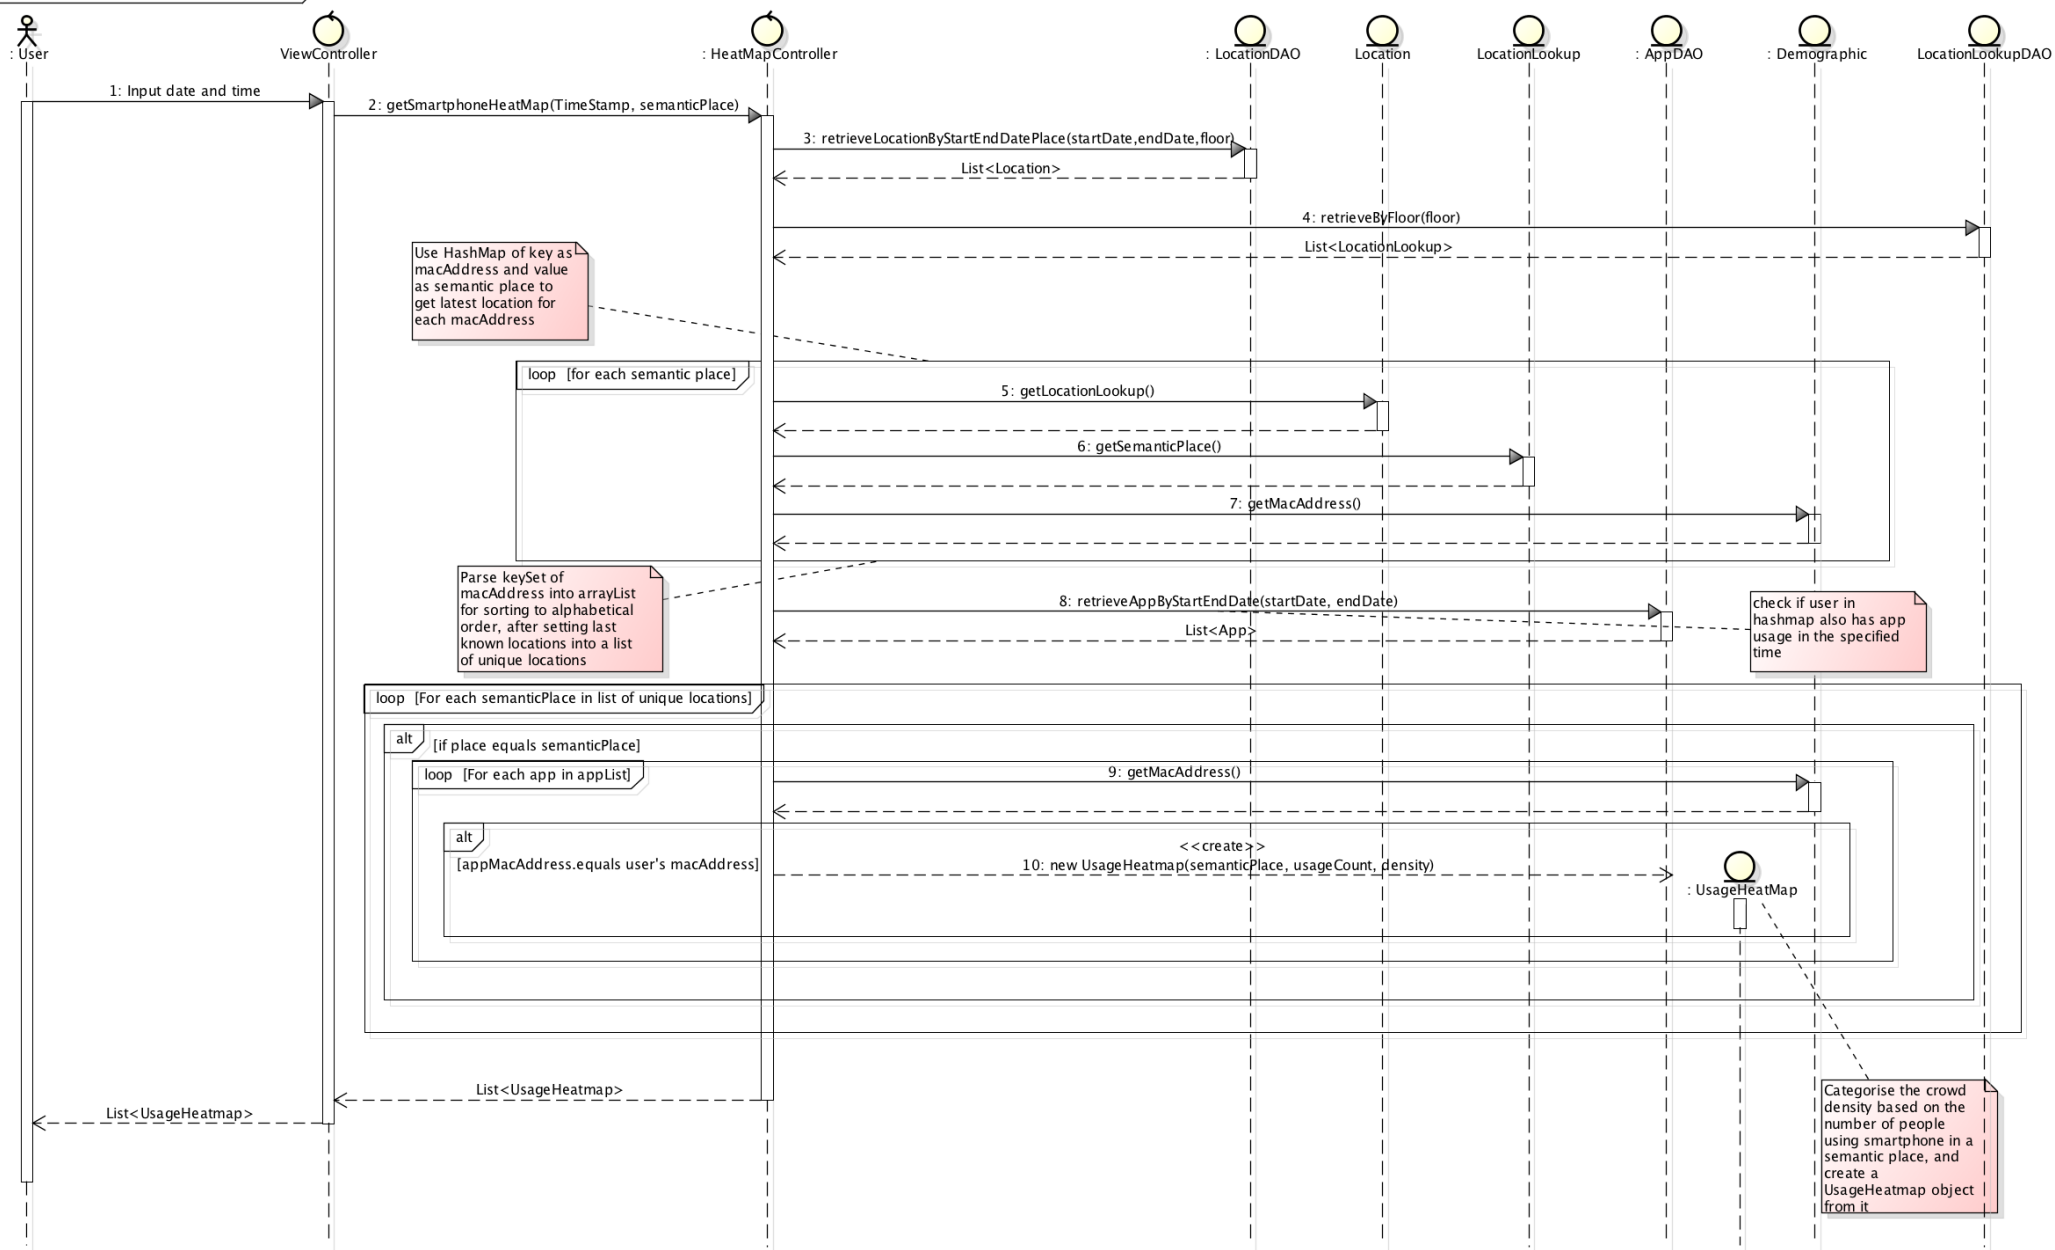 : User
ViewController
: HeatMapController
: LocationDAO
Location
LocationLookup
: AppDAO
: Demographic
LocationLookupDAO
1: Input date and time
2: getSmartphoneHeatMap(TimeStamp, semanticPlace)
3: retrieveLocationByStartEndDatePlace(startDate,endDate,floor)
List<Location>
4: retrieveByFloor(floor)
List<LocationLookup>
Use HashMap of key as
macAddress and value
as semantic place to
get latest location for
each macAddress
loop [for each semantic place]
5: getLocationLookup()
6: getSemanticPlace()
7: getMacAddress()
Parse keySet of
macAddress into arrayList
for sorting to alphabetical
order, after setting last
known locations into a list
of unique locations
8: retrieveAppByStartEndDate(startDate, endDate)
List<App>
check if user in
hashmap also has app
usage in the specified
time
loop [For each semanticPlace in list of unique locations]
alt
[if place equals semanticPlace]
loop [For each app in appList]
9: getMacAddress()
alt
[appMacAddress.equals user's macAddress]
<<create>>
10: new UsageHeatmap(semanticPlace, usageCount, density)
: UsageHeatMap
List<UsageHeatmap>
List<UsageHeatmap>
Categorise the crowd
density based on the
number of people
using smartphone in a
semantic place, and
create a
UsageHeatmap object
from it